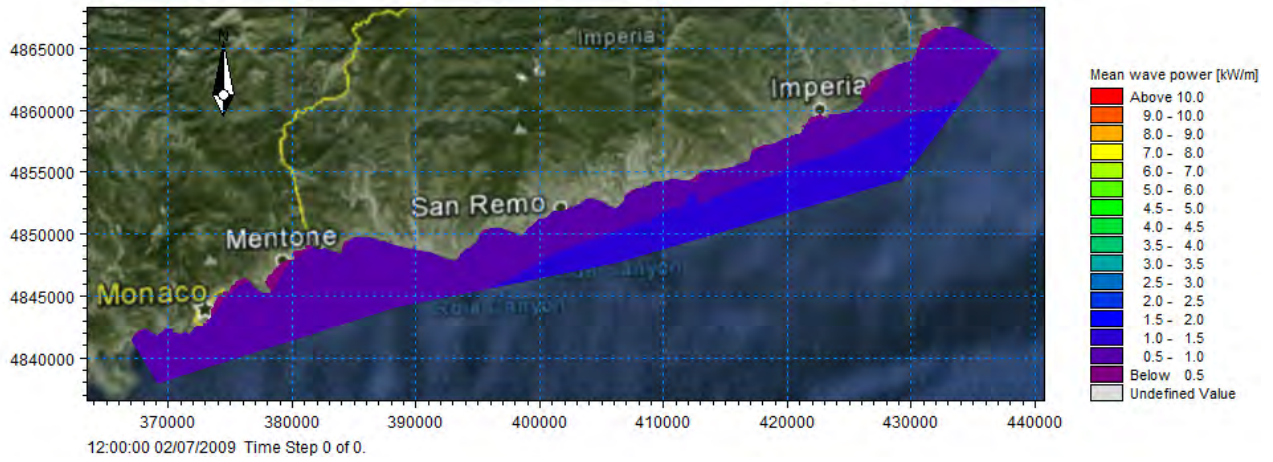 N
Imperia
Imperia
San Remo
Mentone
Monaco
Canyon
Roia Canyon
4865000
4860000
4855000
4850000
4845000
4840000
370000 380000 390000 400000 410000 420000 430000 440000
12:00:00 02/07/2009 Time Step 0 of 0.
Mean wave power [kW/m]
Above 10.0
9.0 - 10.0
8.0 - 9.0
7.0 - 8.0
6.0 - 7.0
5.0 - 6.0
4.5 - 5.0
4.0 - 4.5
3.5 - 4.0
3.0 - 3.5
2.5 - 3.0
2.0 - 2.5
1.5 - 2.0
1.0 - 1.5
0.5 - 1.0
Below 0.5
Undefined Value